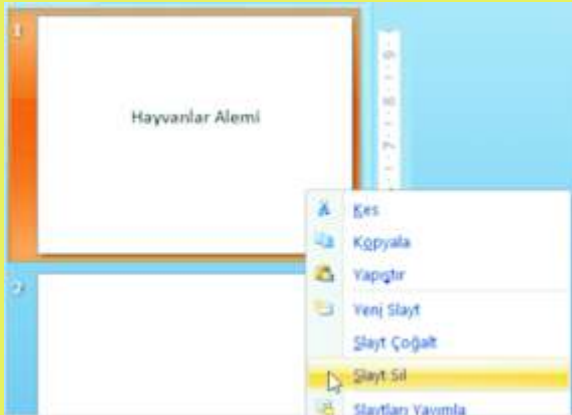 1
Hayvanlar Alemi
Kes
Kopyala
Yapıştır
2
Yeni Slayt
Slayt Çoğalt
Slayt Sil
Slaytları Yayımla